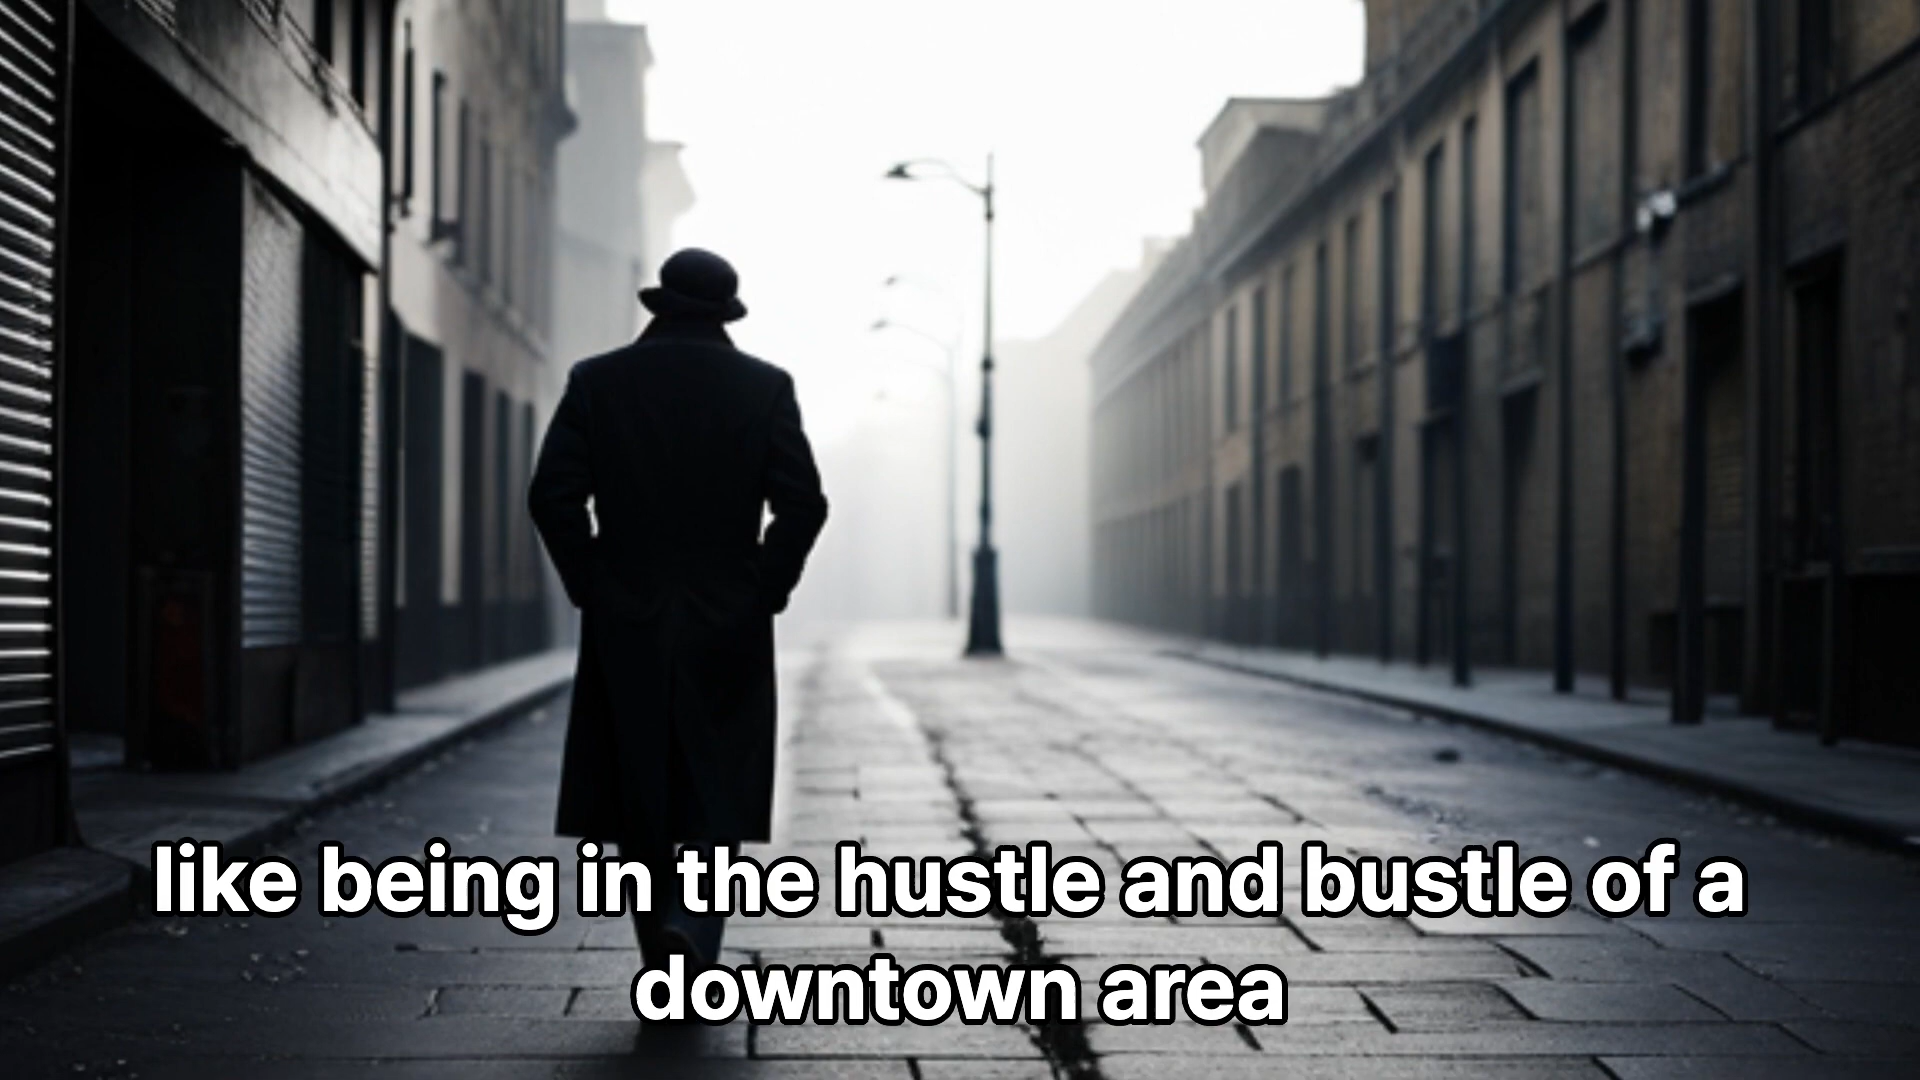 like being in the hustle and bustle of a
downtown area